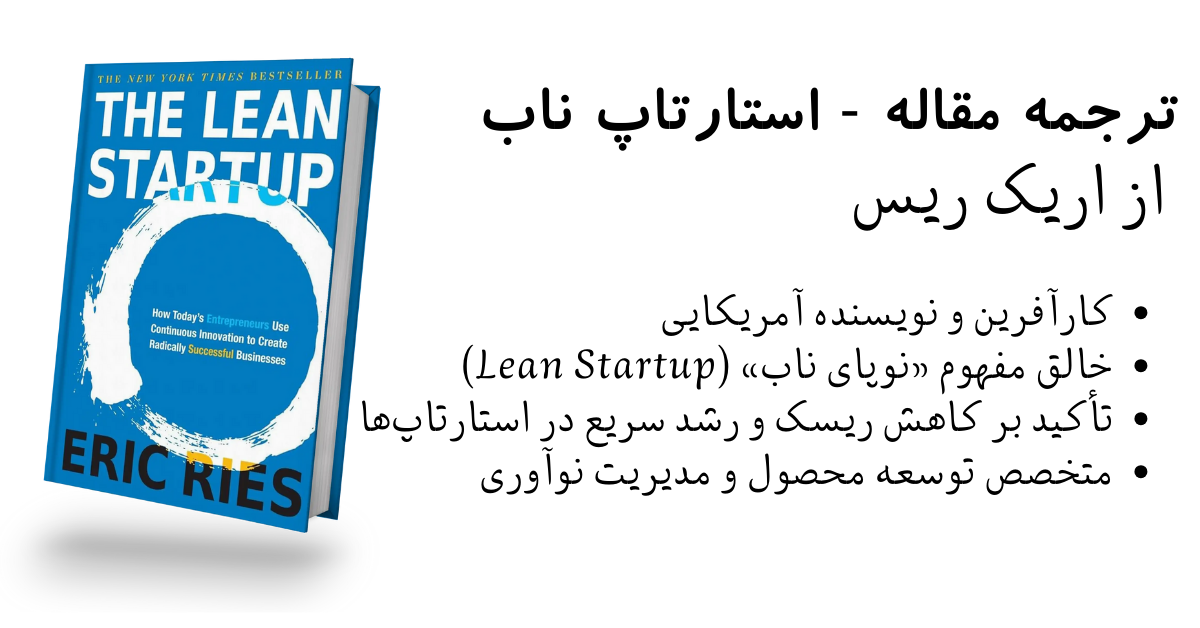 THE NEW YORK TIMES BESTSELLER
THE LEAN
STARTUP
How Today's Entrepreneurs Use
Continuous Innovation to Create
Radically Successful Businesses
ERIC RIES
ترجمه مقاله - استارتاپ ناب
از اریک ریس
• کارآفرین و نویسنده آمریکایی
• خالق مفهوم «نوپای ناب» (Lean Startup)
• تأکید بر کاهش ریسک و رشد سریع در استارتاپ‌ها
• متخصص توسعه محصول و مدیریت نوآوری